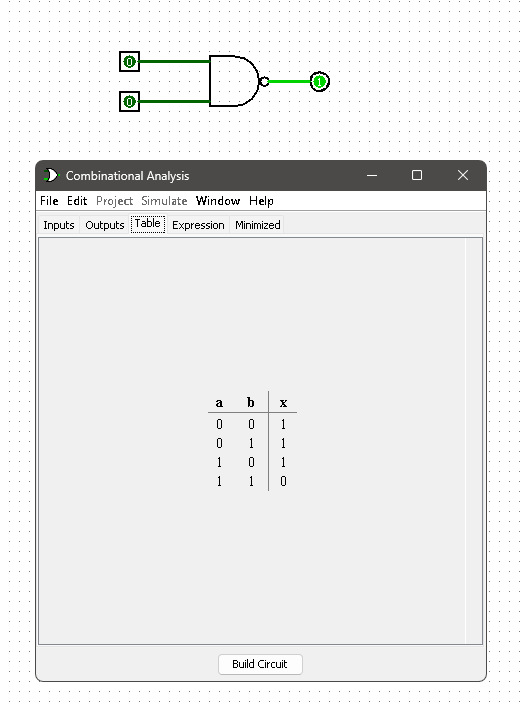 0
1
0
Combinational Analysis
File Edit Project Simulate Window Help
Inputs Outputs Table Expression Minimized
a b x
0 0 1
0 1 1
1 0 1
1 1 0
Build Circuit